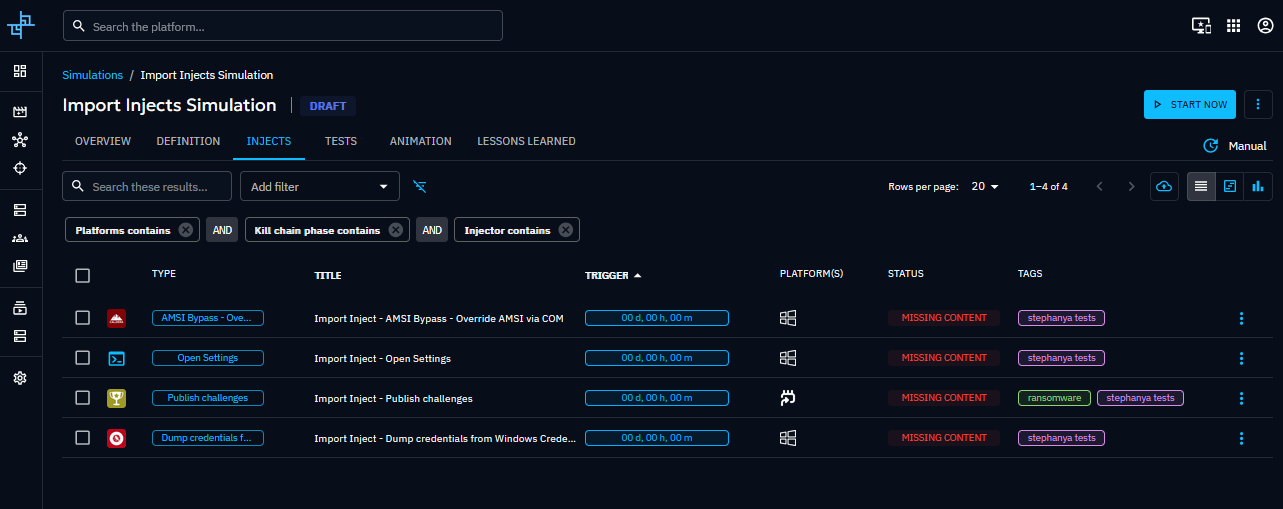 Search the platform...
Simulations / Import Injects Simulation
Import Injects Simulation DRAFT START NOW
OVERVIEW DEFINITION INJECTS TESTS ANIMATION LESSONS LEARNED Manual
Search these results... Add filter Rows per page: 20 1–4 of 4
Platforms contains AND Kill chain phase contains AND Injector contains
TYPE TITLE TRIGGER PLATFORM(S) STATUS TAGS
AMSI Bypass - Ove... Import Inject - AMSI Bypass - Override AMSI via COM 00 d, 00 h, 00 m MISSING CONTENT stephanya tests
Open Settings Import Inject - Open Settings 00 d, 00 h, 00 m MISSING CONTENT stephanya tests
Publish challenges Import Inject - Publish challenges 00 d, 00 h, 00 m MISSING CONTENT ransomware stephanya tests
Dump credentials f... Import Inject - Dump credentials from Windows Crede... 00 d, 00 h, 00 m MISSING CONTENT stephanya tests